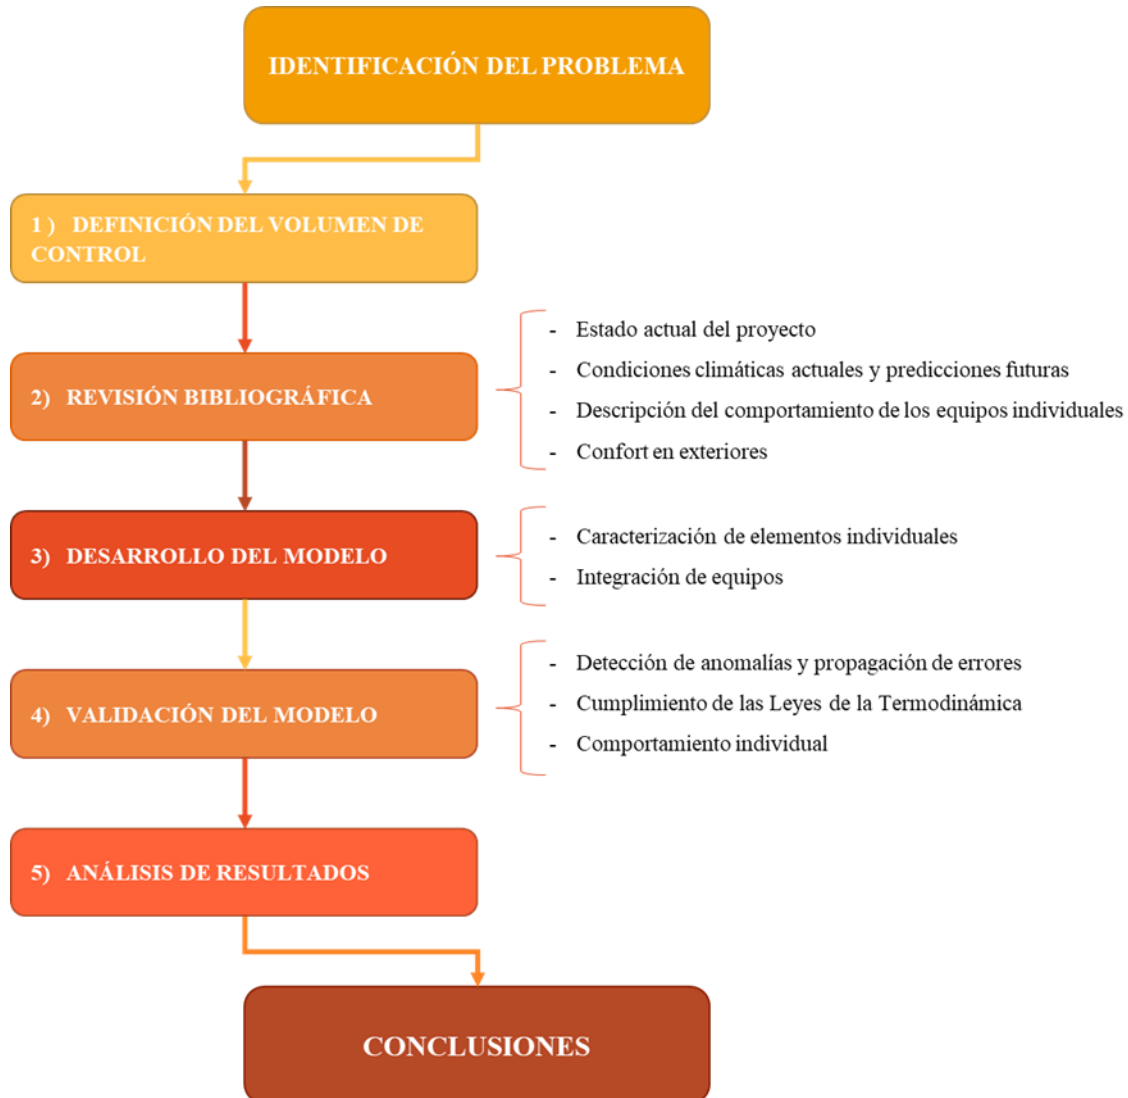 IDENTIFICACIÓN DEL PROBLEMA
1 ) DEFINICIÓN DEL VOLUMEN DE
CONTROL
2) REVISIÓN BIBLIOGRÁFICA
- Estado actual del proyecto
- Condiciones climáticas actuales y predicciones futuras
- Descripción del comportamiento de los equipos individuales
- Confort en exteriores
3) DESARROLLO DEL MODELO
- Caracterización de elementos individuales
- Integración de equipos
4) VALIDACIÓN DEL MODELO
- Detección de anomalías y propagación de errores
- Cumplimiento de las Leyes de la Termodinámica
- Comportamiento individual
5) ANÁLISIS DE RESULTADOS
CONCLUSIONES